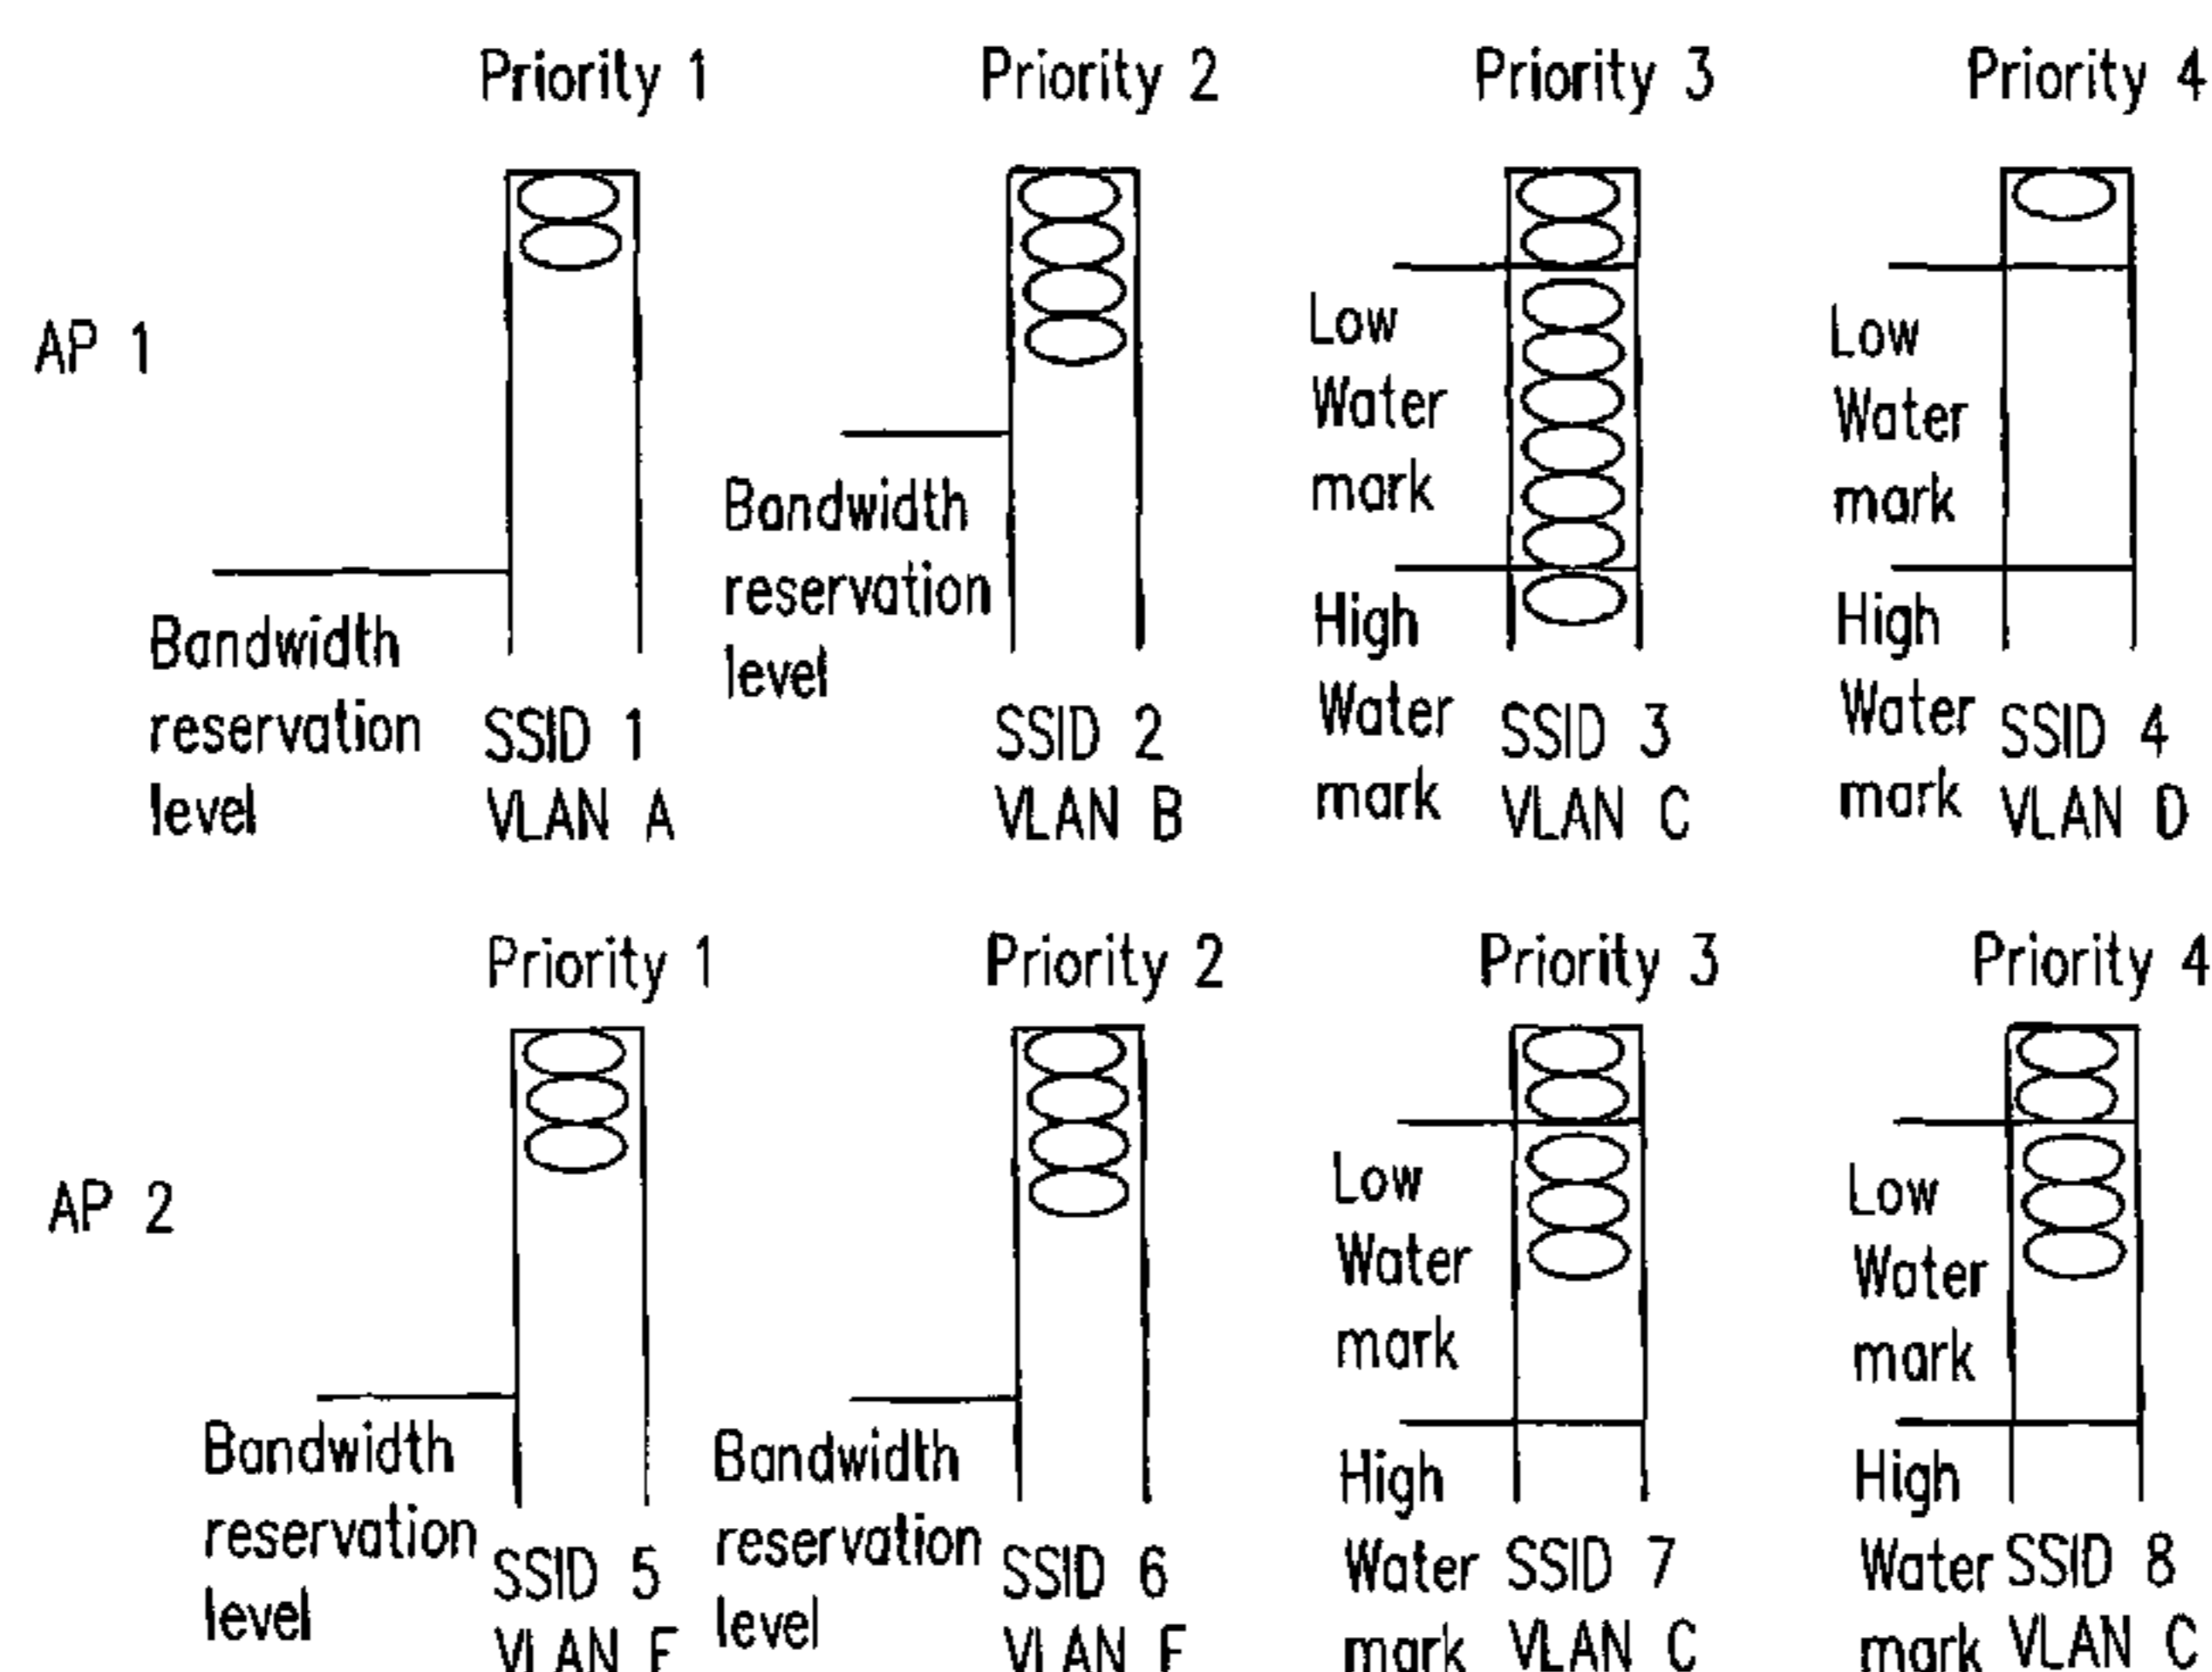 Priority 1
Priority 2
Priority 3
Priority 4
AP 1
Bandwidth
reservation
level
SSID 1
VLAN A
Bandwidth
reservation
level
SSID 2
VLAN B
Low
Water
mark
High
Water
mark
SSID 3
VLAN C
Low
Water
mark
High
Water
mark
SSID 4
VLAN D
Priority 1
Priority 2
Priority 3
Priority 4
AP 2
Bandwidth
reservation
level
SSID 5
VLAN
Bandwidth
reservation
level
SSID 6
VLAN
Low
Water
mark
High
Water
mark
SSID 7
VLAN C
Low
Water
mark
High
Water
mark
SSID 8
VLAN C